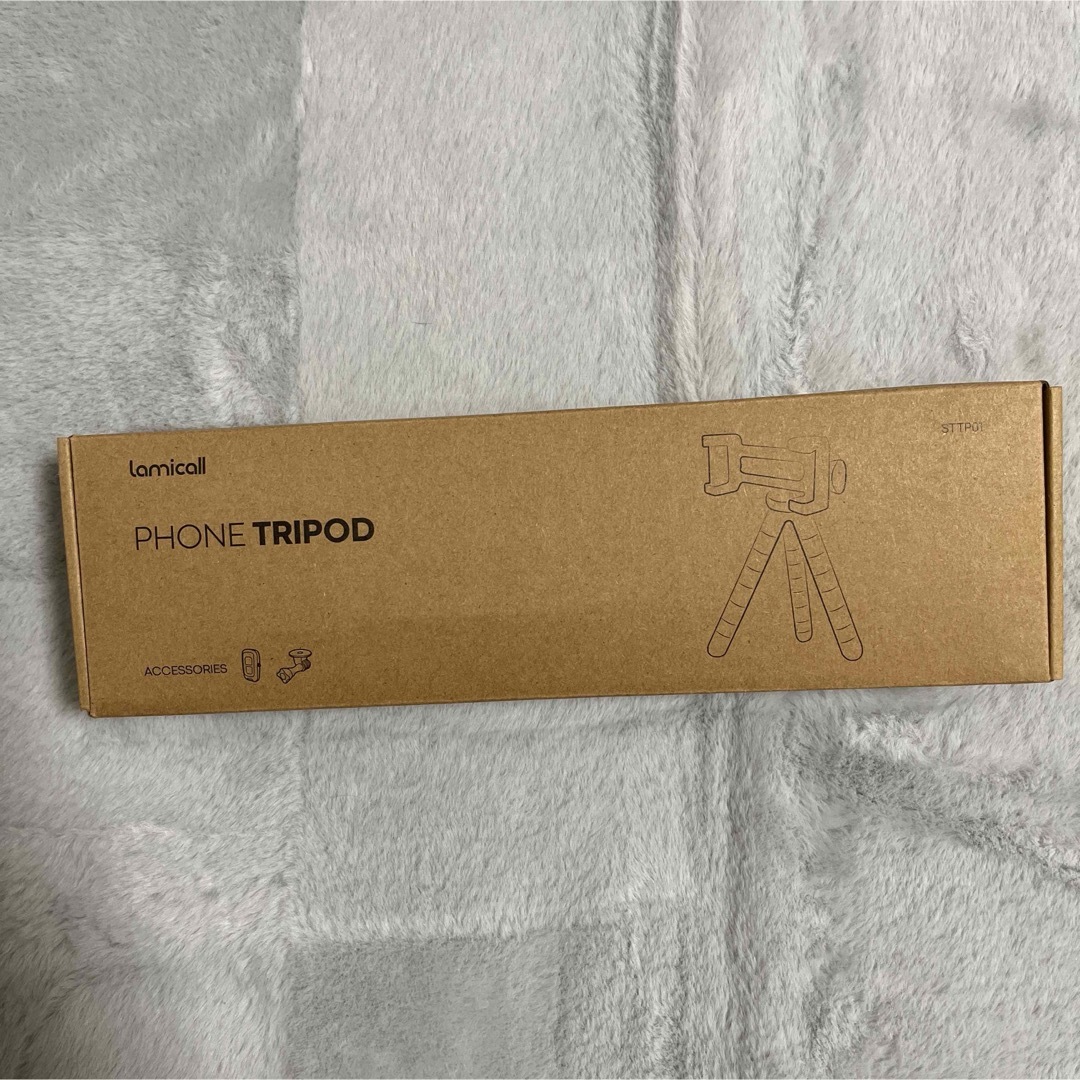 lamicall
STTP01
PHONE TRIPOD
ACCESSORIES